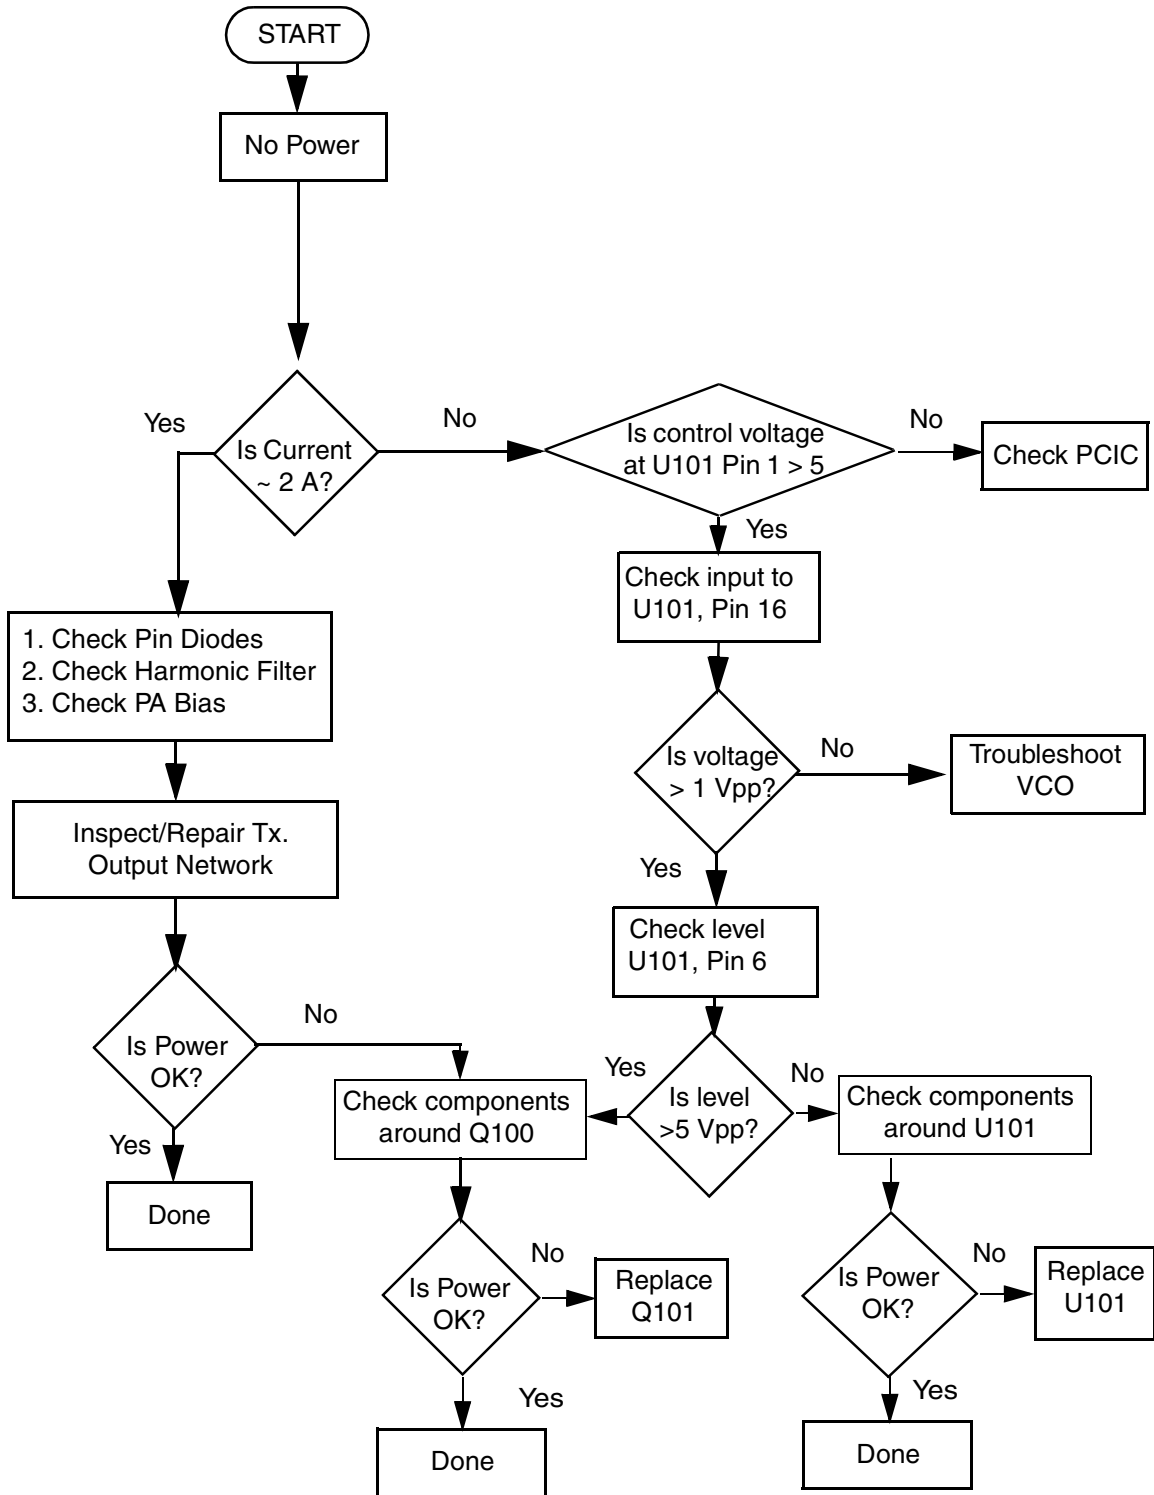 START
No Power
Yes
Is Current
~ 2 A?
No
Is control voltage
at U101 Pin 1 > 5
No
Check PCIC
Yes
Check input to
U101, Pin 16
1. Check Pin Diodes
2. Check Harmonic Filter
3. Check PA Bias
Is voltage
> 1 Vpp?
No
Troubleshoot
VCO
Inspect/Repair Tx.
Output Network
Yes
Check level
U101, Pin 6
Is Power
OK?
No
Yes
Done
Check components
around Q100
Yes
Is level
>5 Vpp?
No
Check components
around U101
Is Power
OK?
No
Replace
Q101
Yes
Done
Is Power
OK?
No
Replace
U101
Yes
Done